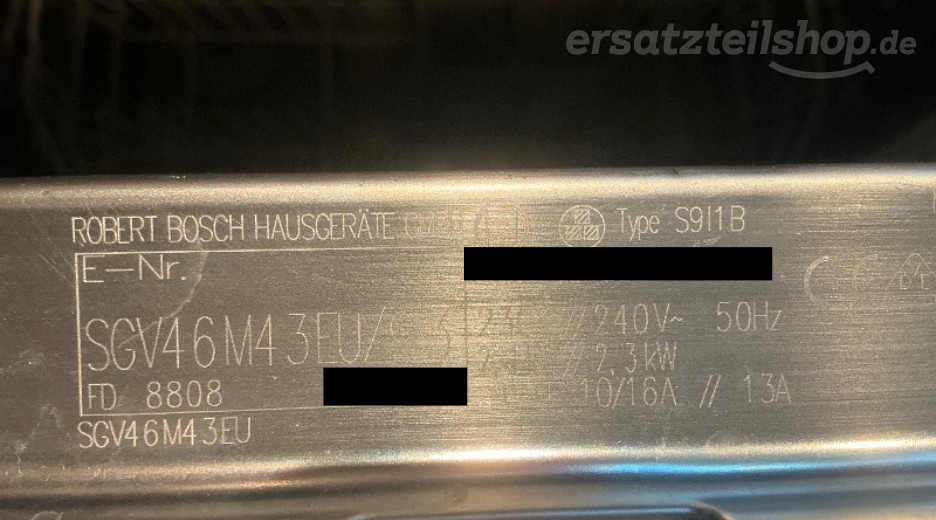 ersatzteilshop.de
ROBERT BOSCH HAUSGERÄTE Type S9I1B
E-Nr.
SGV46M43EU/ // 240V~ 50Hz
// 2,3kW
FD 8808 10/16A // 13A
SGV46M43EU